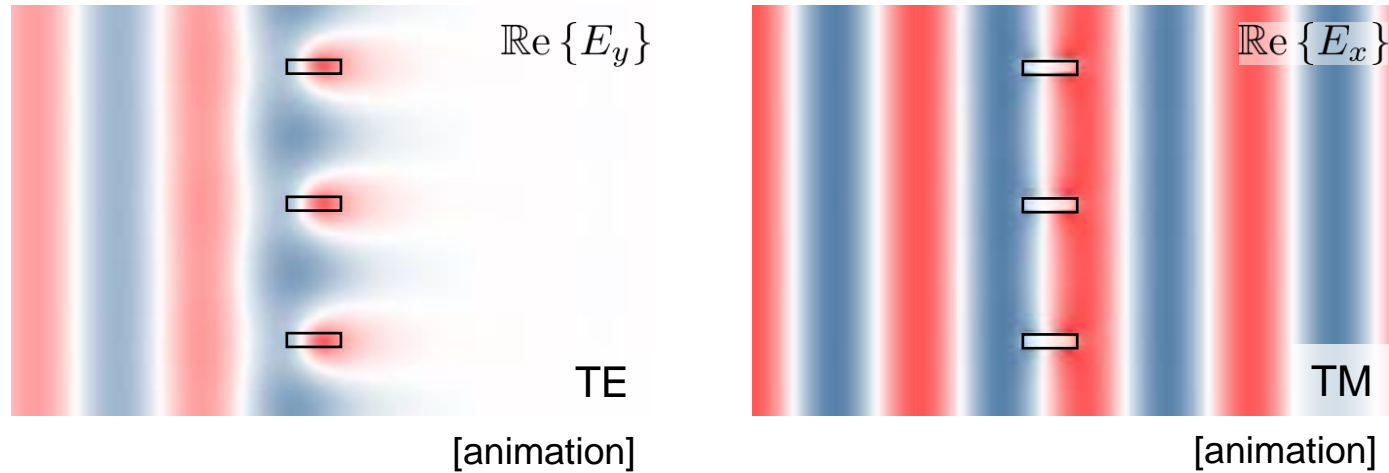 ℝe {E_y}
ℝe {E_x}
TE
TM
[animation]
[animation]